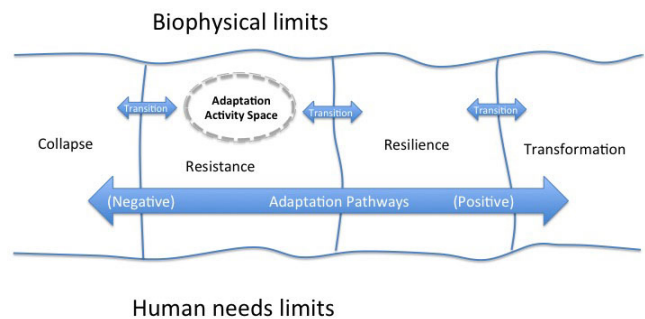 Biophysical limits
Transition
Adaptation
Activity Space
Transition
Transition
Collapse
Resistance
Resilience
Transformation
(Negative)
Adaptation Pathways
(Positive)
Human needs limits